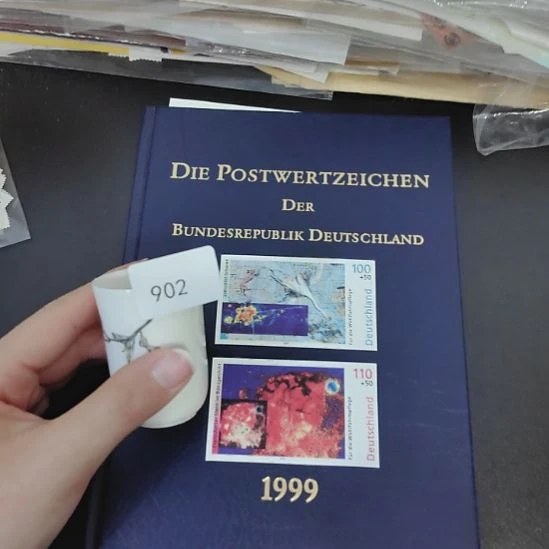 DIE POSTWERTZEICHEN
DER
BUNDESREPUBLIK DEUTSCHLAND
902
100
+50
Deutschland
Für die Wohlfahrtspflege
110
+50
Deutschland
Für die Wohlfahrtspflege
1999